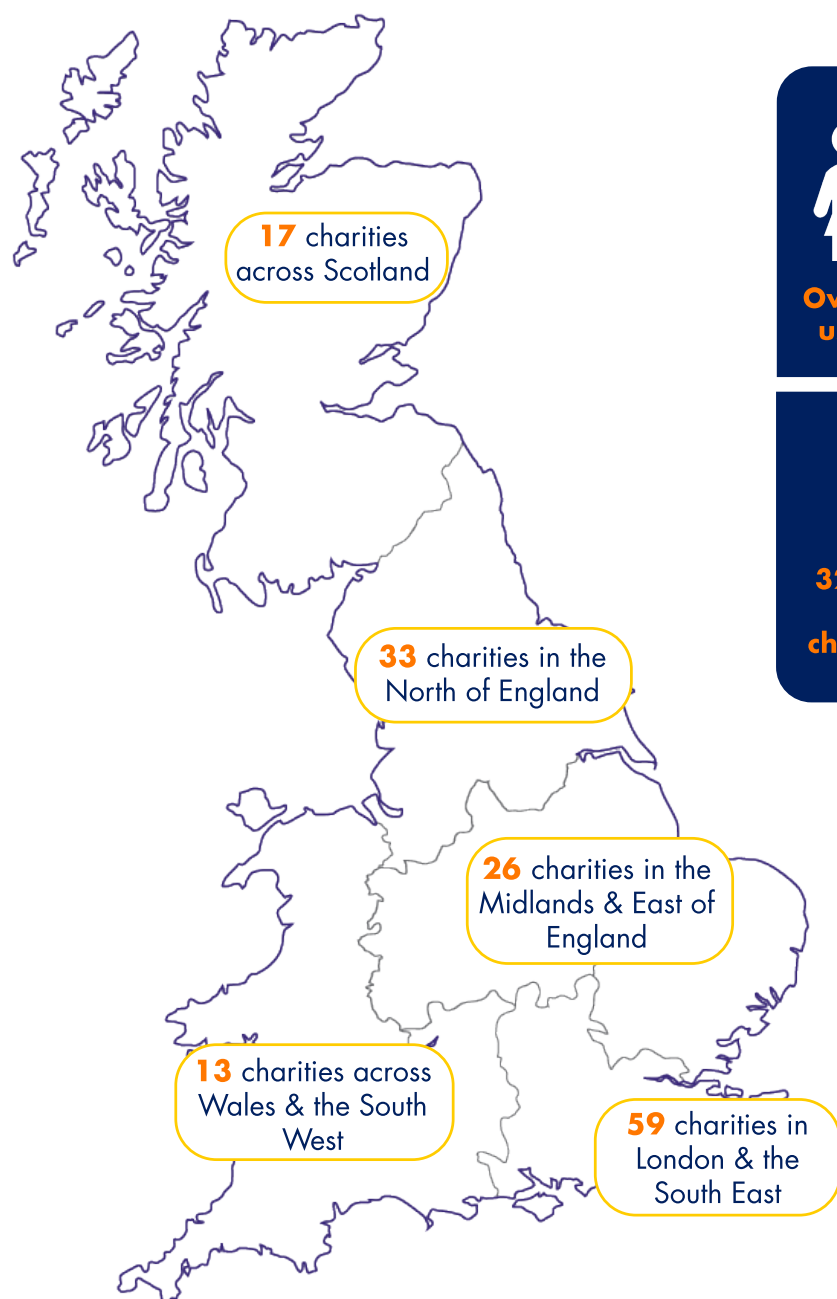 17 charities
across Scotland
33 charities in the
North of England
26 charities in the
Midlands & East of
England
13 charities across
Wales & the South
West
59 charities in
London & the
South East